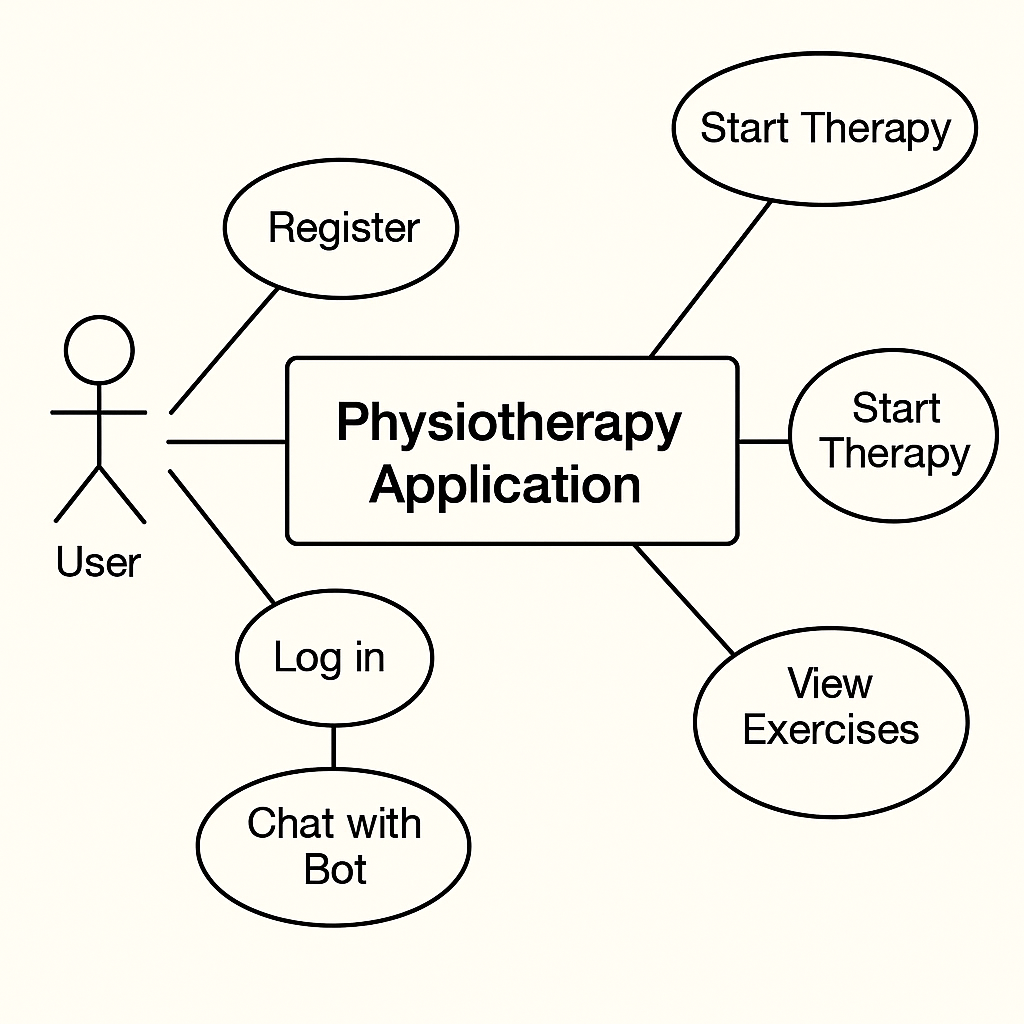 Start Therapy
Register
Physiotherapy
Application
Start
Therapy
User
Log in
View
Exercises
Chat with
Bot